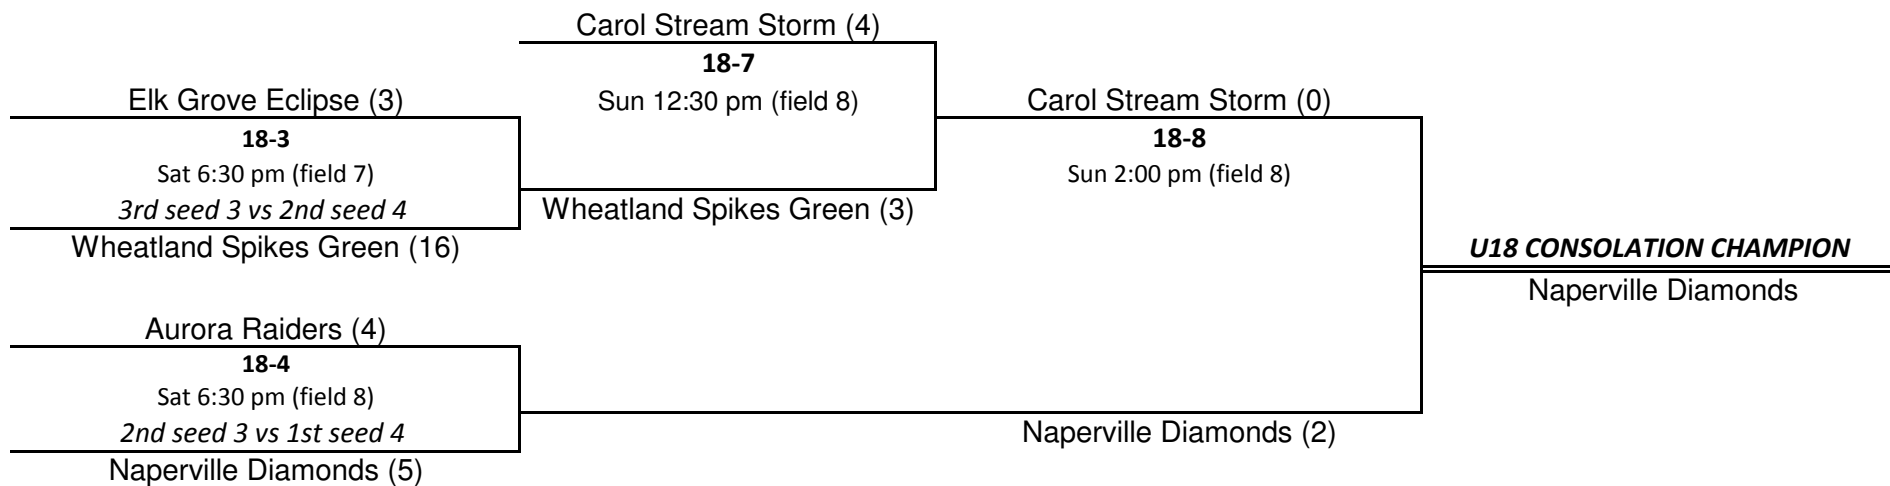 Carol Stream Storm (4)
18-7
Sun 12:30 pm (field 8)
Elk Grove Eclipse (3)
18-3
Sat 6:30 pm (field 7)
3rd seed 3 vs 2nd seed 4
Wheatland Spikes Green (16)
Wheatland Spikes Green (3)
Carol Stream Storm (0)
18-8
Sun 2:00 pm (field 8)
U18 CONSOLATION CHAMPION
Naperville Diamonds
Aurora Raiders (4)
18-4
Sat 6:30 pm (field 8)
2nd seed 3 vs 1st seed 4
Naperville Diamonds (5)
Naperville Diamonds (2)